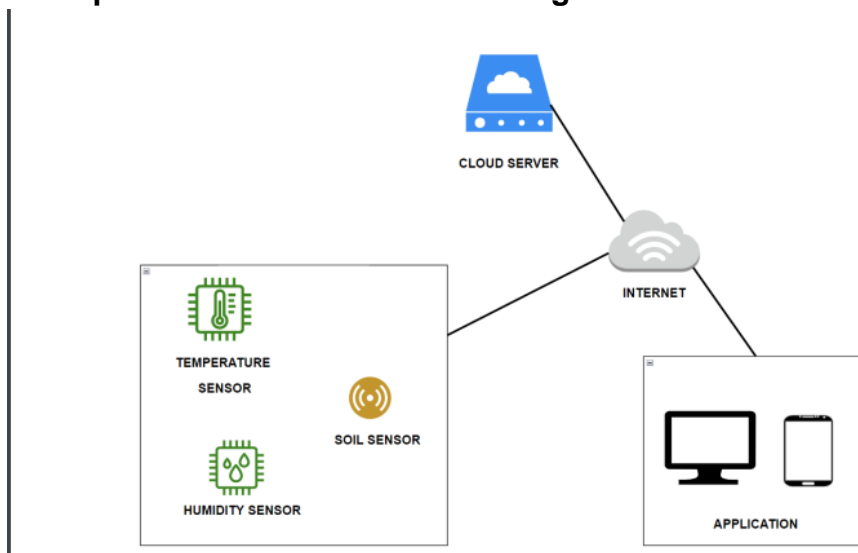 CLOUD SERVER
INTERNET
TEMPERATURE
SENSOR
SOIL SENSOR
HUMIDITY SENSOR
APPLICATION